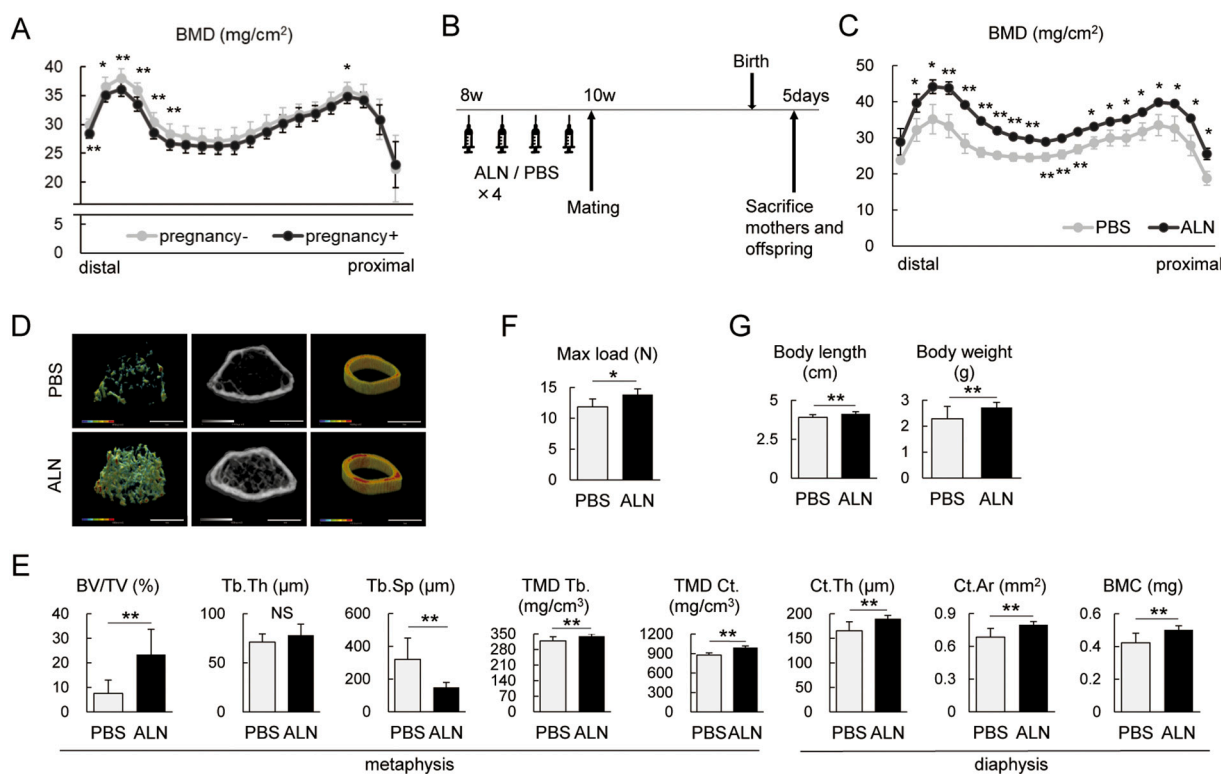 A
BMD (mg/cm²)
* ** ** ** ** *
**
40
35
30
25
20
5
0
pregnancy- pregnancy+
distal proximal
B
Birth
8w 10w 5days
ALN / PBS
×4
Mating
Sacrifice
mothers and
offspring
C
BMD (mg/cm²)
* * ** ** ** ** ** ** * * * * * * * *
** ** **
50
40
30
20
10
0
PBS ALN
distal proximal
D
PBS
ALN
F
Max load (N)
*
15
10
5
0
PBS ALN
G
Body length
(cm)
**
5
2.5
0
PBS ALN
Body weight
(g)
**
3
2
1
0
PBS ALN
E
BV/TV (%)
**
40
30
20
10
0
PBS ALN
Tb.Th (μm)
NS
100
50
0
PBS ALN
Tb.Sp (μm)
**
600
400
200
0
PBS ALN
TMD Tb.
(mg/cm³)
**
350
280
210
140
70
0
PBS ALN
TMD Ct.
(mg/cm³)
**
1200
900
600
300
0
PBS ALN
metaphysis
Ct.Th (μm)
**
200
150
100
50
0
PBS ALN
Ct.Ar (mm²)
**
0.9
0.6
0.3
0
PBS ALN
BMC (mg)
**
0.6
0.4
0.2
0
PBS ALN
diaphysis